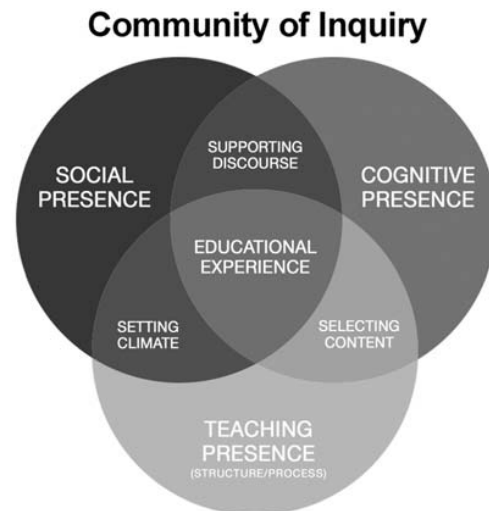 Community of Inquiry
SUPPORTING
DISCOURSE
SOCIAL
PRESENCE
COGNITIVE
PRESENCE
EDUCATIONAL
EXPERIENCE
SETTING
CLIMATE
SELECTING
CONTENT
TEACHING
PRESENCE
(STRUCTURE/PROCESS)